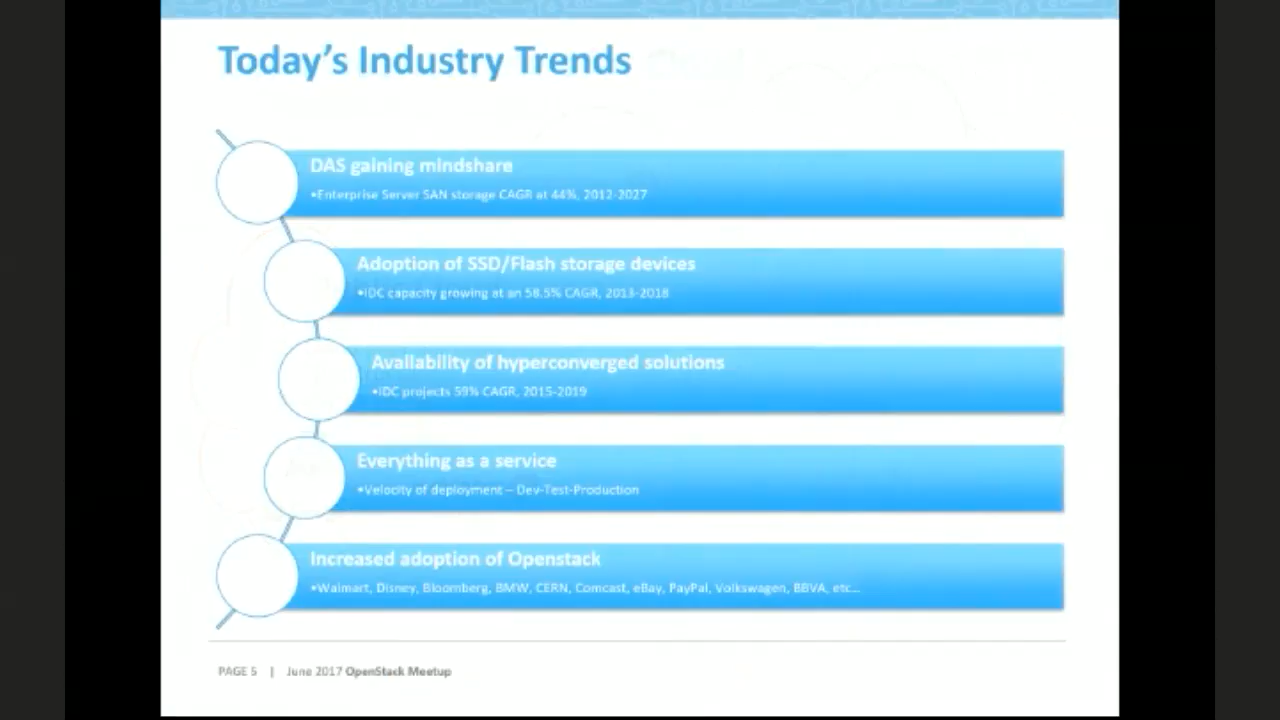 Today's Industry Trends
DAS gaining mindshare
•Enterprise Server SAN storage CAGR at 44%, 2012-2027
Adoption of SSD/Flash storage devices
•IDC capacity growing at an 58.5% CAGR, 2013-2018
Availability of hyperconverged solutions
•IDC projects 59% CAGR, 2015-2019
Everything as a service
•Velocity of deployment – Dev-Test-Production
Increased adoption of Openstack
•Walmart, Disney, Bloomberg, BMW, CERN, Comcast, eBay, PayPal, Volkswagen, BBVA, etc...
PAGE 5 | June 2017 OpenStack Meetup